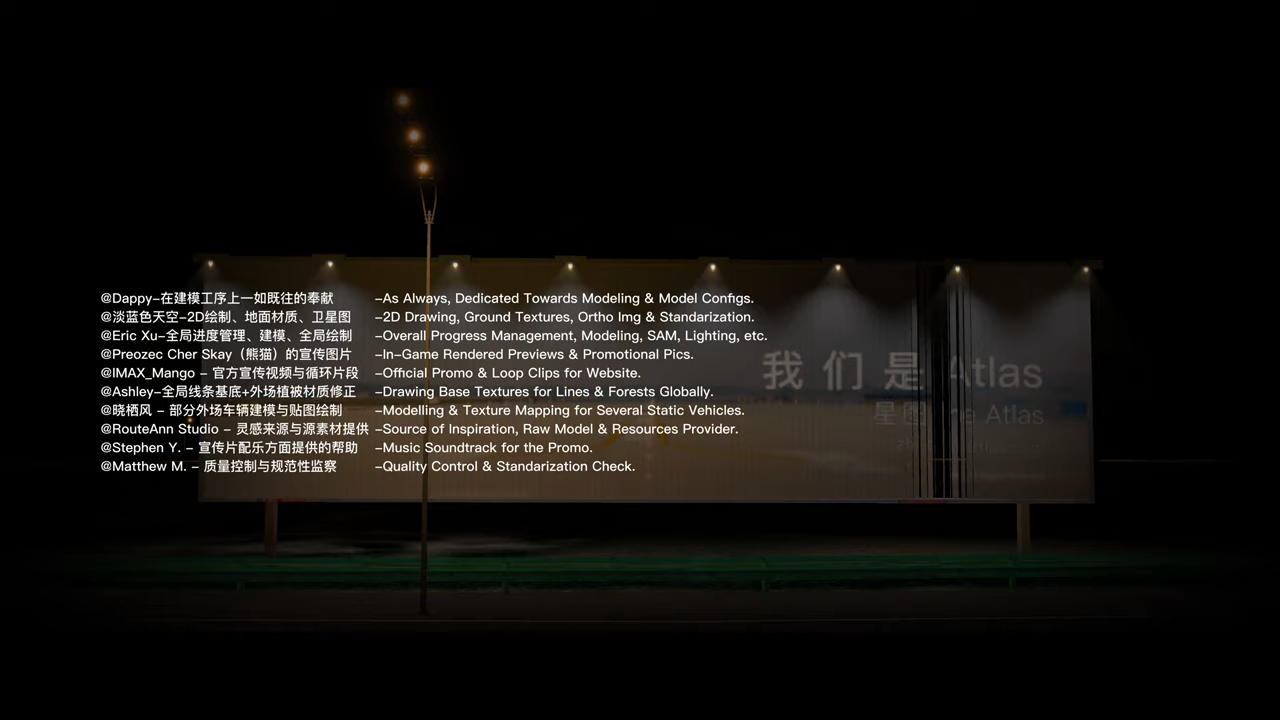 @Dappy-在建模工序上一如既往的奉献 -As Always, Dedicated Towards Modeling & Model Configs.
@淡蓝色天空-2D绘制、地面材质、卫星图 -2D Drawing, Ground Textures, Ortho Img & Standarization.
@Eric Xu-全局进度管理、建模、全局绘制 -Overall Progress Management, Modeling, SAM, Lighting, etc.
@Preozec Cher Skay（熊猫）的宣传图片 -In-Game Rendered Previews & Promotional Pics.
@IMAX_Mango - 官方宣传视频与循环片段 -Official Promo & Loop Clips for Website.
@Ashley-全局线条基底+外场植被材质修正 -Drawing Base Textures for Lines & Forests Globally.
@晓栖风 - 部分外场车辆建模与贴图绘制 -Modelling & Texture Mapping for Several Static Vehicles.
@RouteAnn Studio - 灵感来源与源素材提供 -Source of Inspiration, Raw Model & Resources Provider.
@Stephen Y. - 宣传片配乐方面提供的帮助 -Music Soundtrack for the Promo.
@Matthew M. - 质量控制与规范性监察 -Quality Control & Standarization Check.
我们是 Atlas
星图 the Atlas